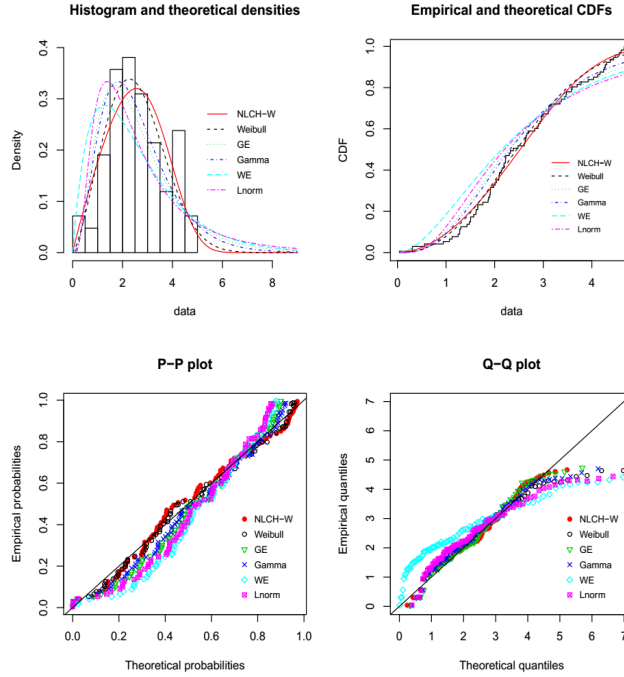 Histogram and theoretical densities
Density
0.0 0.1 0.2 0.3 0.4
NLCH−W
Weibull
GE
Gamma
WE
Lnorm
0 2 4 6 8
data
Empirical and theoretical CDFs
CDF
0.0 0.2 0.4 0.6 0.8 1.0
NLCH−W
Weibull
GE
Gamma
WE
Lnorm
0 1 2 3 4
data
P−P plot
Empirical probabilities
0.0 0.2 0.4 0.6 0.8 1.0
NLCH−W
Weibull
GE
Gamma
WE
Lnorm
0.0 0.2 0.4 0.6 0.8 1.0
Theoretical probabilities
Q−Q plot
Empirical quantiles
0 1 2 3 4 5 6 7
NLCH−W
Weibull
GE
Gamma
WE
Lnorm
0 1 2 3 4 5 6 7
Theoretical quantiles